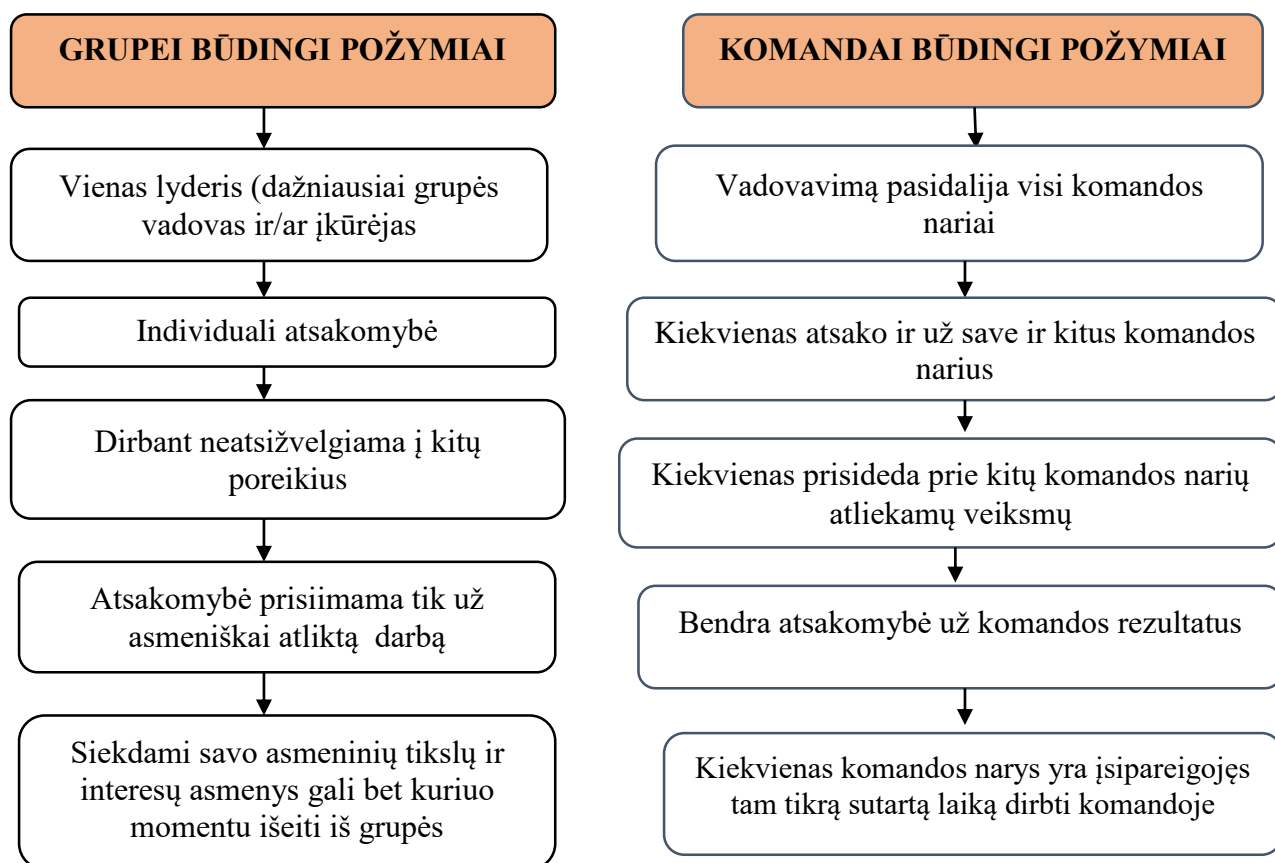 GRUPEI BŪDINGI POŽYMIAI
Vienas lyderis (dažniausiai grupės
vadovas ir/ar įkūrėjas
Individuali atsakomybė
Dirbant neatsižvelgiama į kitų
poreikius
Atsakomybė prisiimama tik už
asmeniškai atliktą  darbą
Siekdami savo asmeninių tikslų ir
interesų asmenys gali bet kuriuo
momentu išeiti iš grupės
KOMANDAI BŪDINGI POŽYMIAI
Vadovavimą pasidalija visi komandos
nariai
Kiekvienas atsako ir už save ir kitus komandos
narius
Kiekvienas prisideda prie kitų komandos narių
atliekamų veiksmų
Bendra atsakomybė už komandos rezultatus
Kiekvienas komandos narys yra įsipareigojęs
tam tikrą sutartą laiką dirbti komandoje